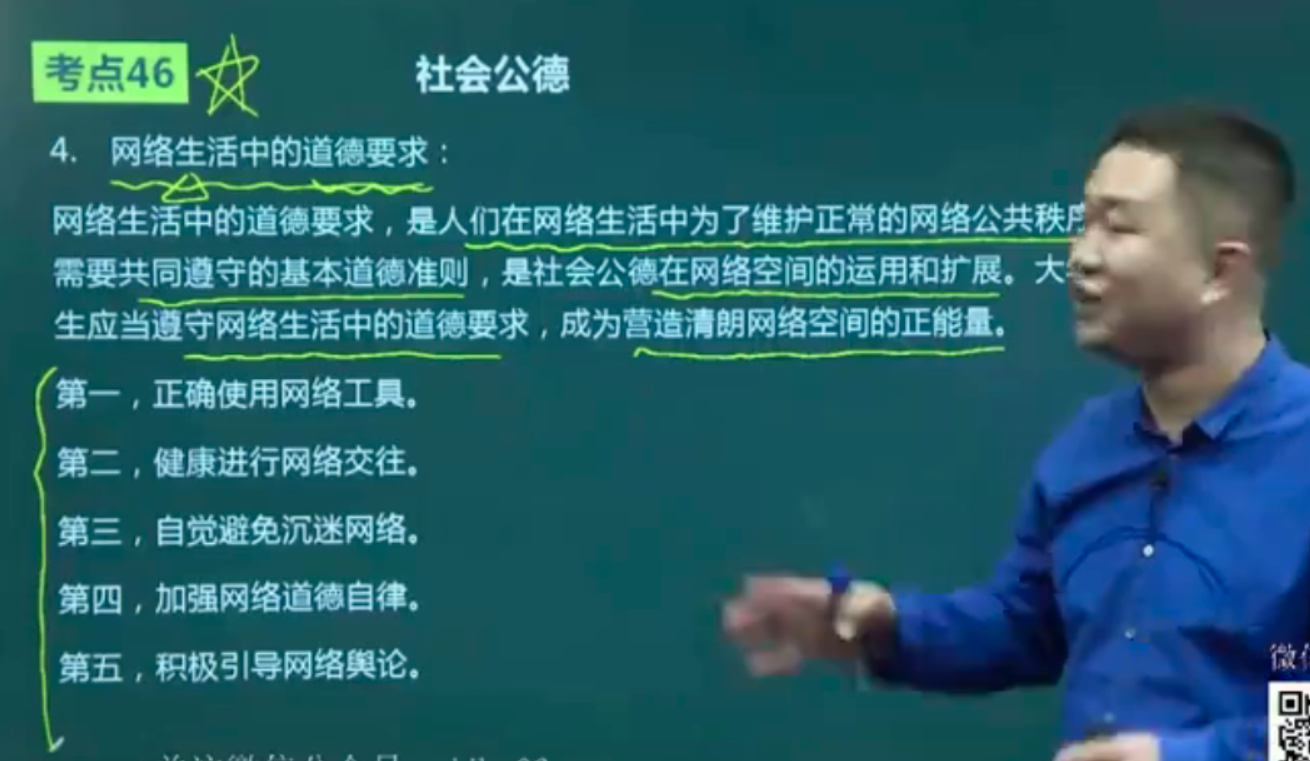 考点46
社会公德
4. 网络生活中的道德要求：
网络生活中的道德要求，是人们在网络生活中为了维护正常的网络公共秩序
需要共同遵守的基本道德准则，是社会公德在网络空间的运用和扩展。大
生应当遵守网络生活中的道德要求，成为营造清朗网络空间的正能量。
第一，正确使用网络工具。
第二，健康进行网络交往。
第三，自觉避免沉迷网络。
第四，加强网络道德自律。
第五，积极引导网络舆论。
微信